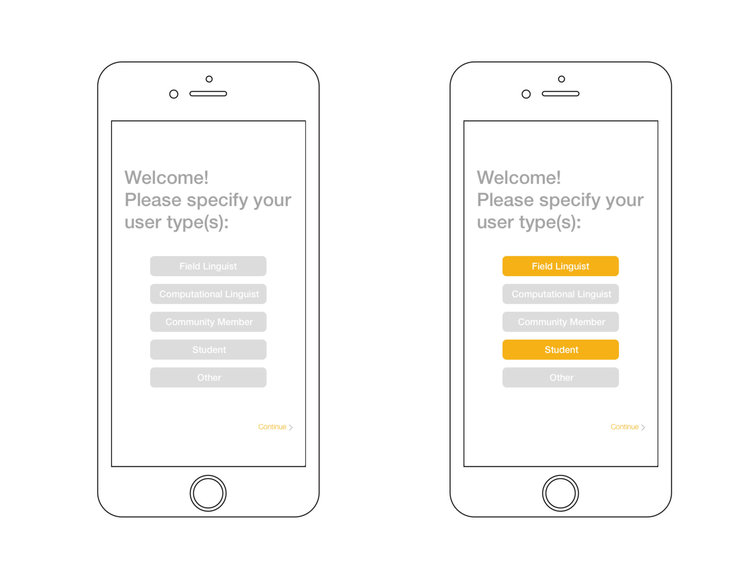 Welcome!
Please specify your
user type(s):
Field Linguist
Computational Linguist
Community Member
Student
Other
Continue >
Welcome!
Please specify your
user type(s):
Field Linguist
Computational Linguist
Community Member
Student
Other
Continue >